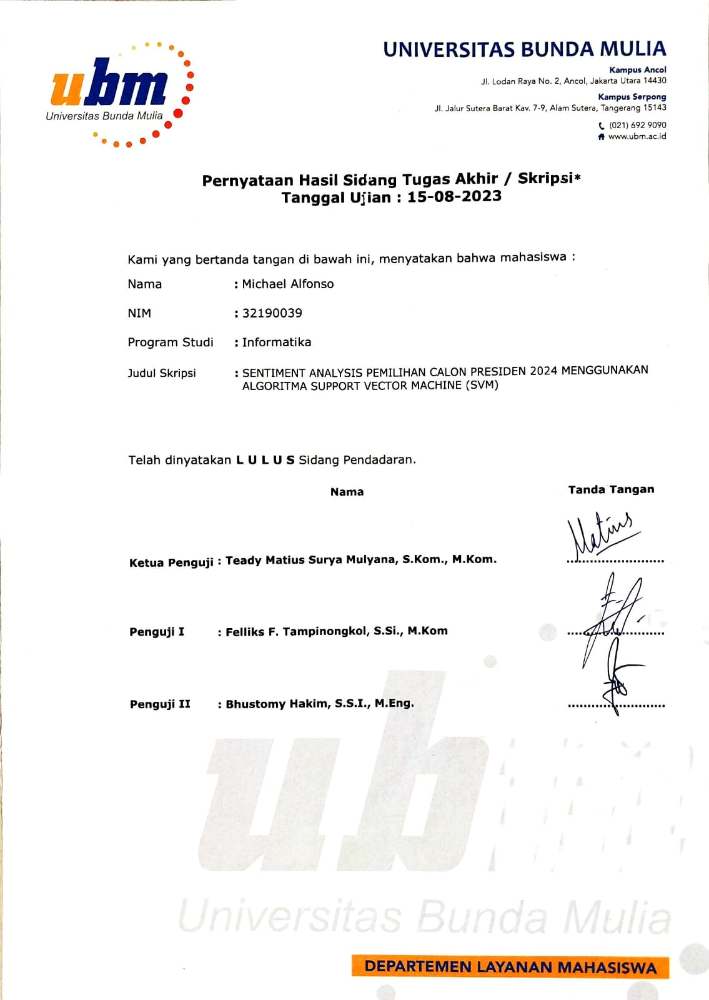 ubm
Universitas Bunda Mulia
UNIVERSITAS BUNDA MULIA
Kampus Ancol
Jl. Lodan Raya No. 2, Ancol, Jakarta Utara 14430
Kampus Serpong
Jl. Jalur Sutera Barat Kav. 7-9, Alam Sutera, Tangerang 15143
(021) 692 9090
www.ubm.ac.id
Pernyataan Hasil Sidang Tugas Akhir / Skripsi*
Tanggal Ujian : 15-08-2023
Kami yang bertanda tangan di bawah ini, menyatakan bahwa mahasiswa :
Nama : Michael Alfonso
NIM : 32190039
Program Studi : Informatika
Judul Skripsi : SENTIMENT ANALYSIS PEMILIHAN CALON PRESIDEN 2024 MENGGUNAKAN
ALGORITMA SUPPORT VECTOR MACHINE (SVM)
Telah dinyatakan L U L U S Sidang Pendadaran.
Nama Tanda Tangan
Matius
Ketua Penguji : Teady Matius Surya Mulyana, S.Kom., M.Kom. ..........................
Penguji I : Felliks F. Tampinongkol, S.Si., M.Kom ..........................
Penguji II : Bhustomy Hakim, S.S.I., M.Eng. ..........................
ubm
Universitas Bunda Mulia
DEPARTEMEN LAYANAN MAHASISWA